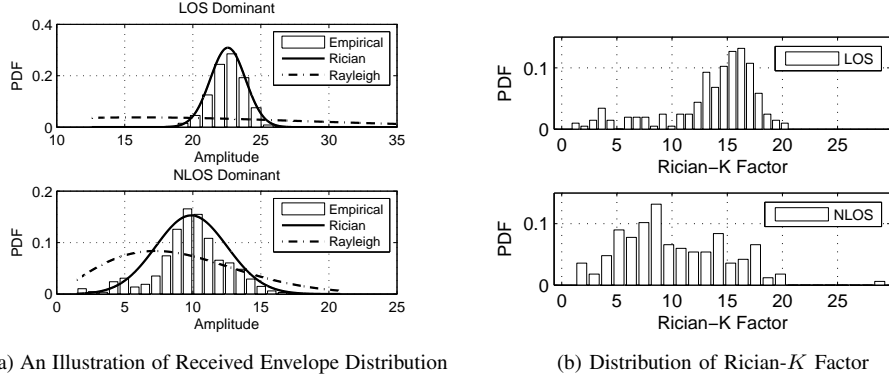 LOS Dominant
0.4
0.2
0
PDF
Empirical
Rician
Rayleigh
10 15 20 25 30 35
Amplitude
NLOS Dominant
0.2
0.1
0
PDF
Empirical
Rician
Rayleigh
0 5 10 15 20 25
Amplitude
a) An Illustration of Received Envelope Distribution
0.1
0
PDF
LOS
0 5 10 15 20 25
Rician−K Factor
0.1
0
PDF
NLOS
0 5 10 15 20 25
Rician−K Factor
(b) Distribution of Rician-K Factor